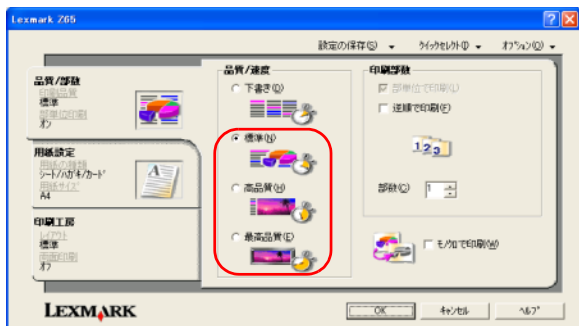 Lexmark Z65
設定の保存(S) クイックセレクト(I) オプション(O)
品質/部数
印刷品質
標準
部単位印刷
オン
用紙設定
用紙の種類
シート/ハガキ/カード
用紙サイズ
A4
印刷工房
レイアウト
標準
両面印刷
オフ
品質/速度
下書き(D)
標準(N)
高品質(H)
最高品質(E)
印刷部数
部単位で印刷(L)
逆順で印刷(F)
1 2 3
部数(C) 1
モノクロで印刷(W)
LEXMARK
OK キャンセル ヘルプ